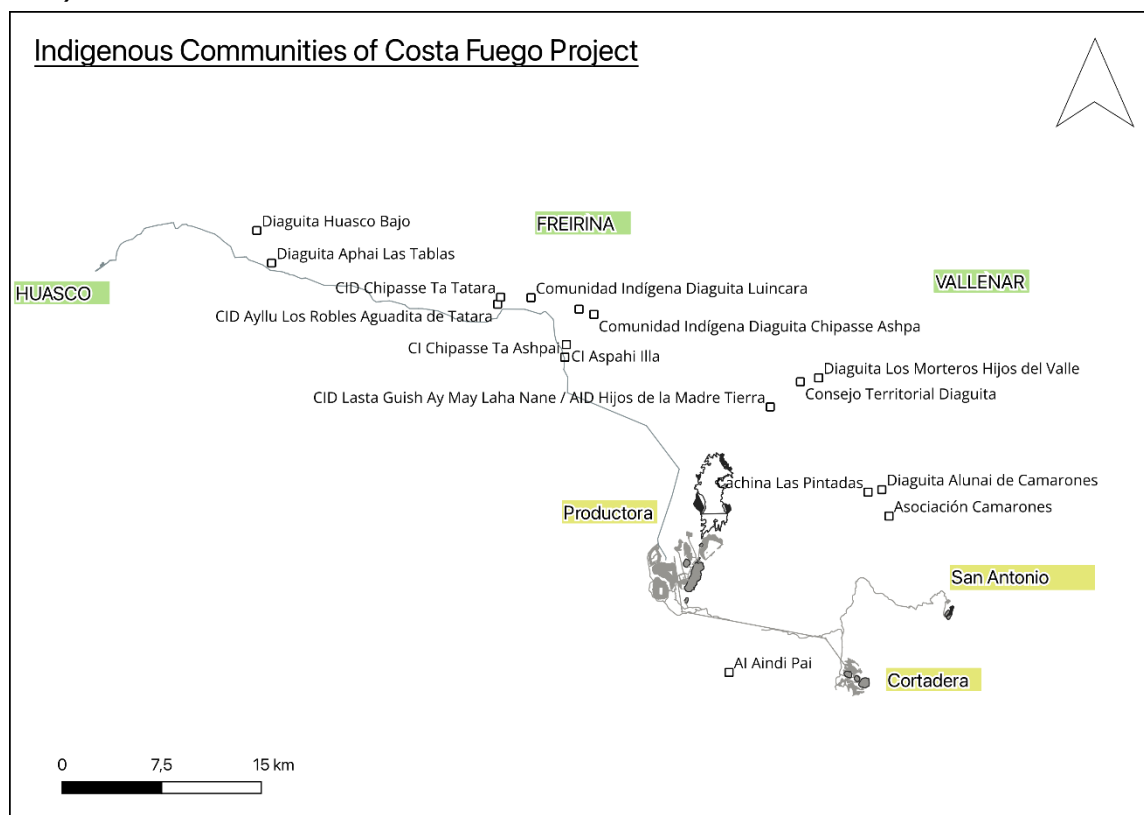 Indigenous Communities of Costa Fuego Project
Diaguita Huasco Bajo
FREIRINA
Diaguita Aphai Las Tablas
VALLENAR
HUASCO
CID Chipasse Ta Tatara
Comunidad Indígena Diaguita Luincara
CID Ayllu Los Robles Aguadita de Tatara
Comunidad Indígena Diaguita Chipasse Ashpa
CI Chipasse Ta Ashpai
CI Aspahi Illa
Diaguita Los Morteros Hijos del Valle
Consejo Territorial Diaguita
CID Lasta Guish Ay May Laha Nane / AID Hijos de la Madre Tierra
Cachina Las Pintadas
Diaguita Alunai de Camarones
Asociación Camarones
Productora
San Antonio
AI Aindi Pai
Cortadera
0 7,5 15 km